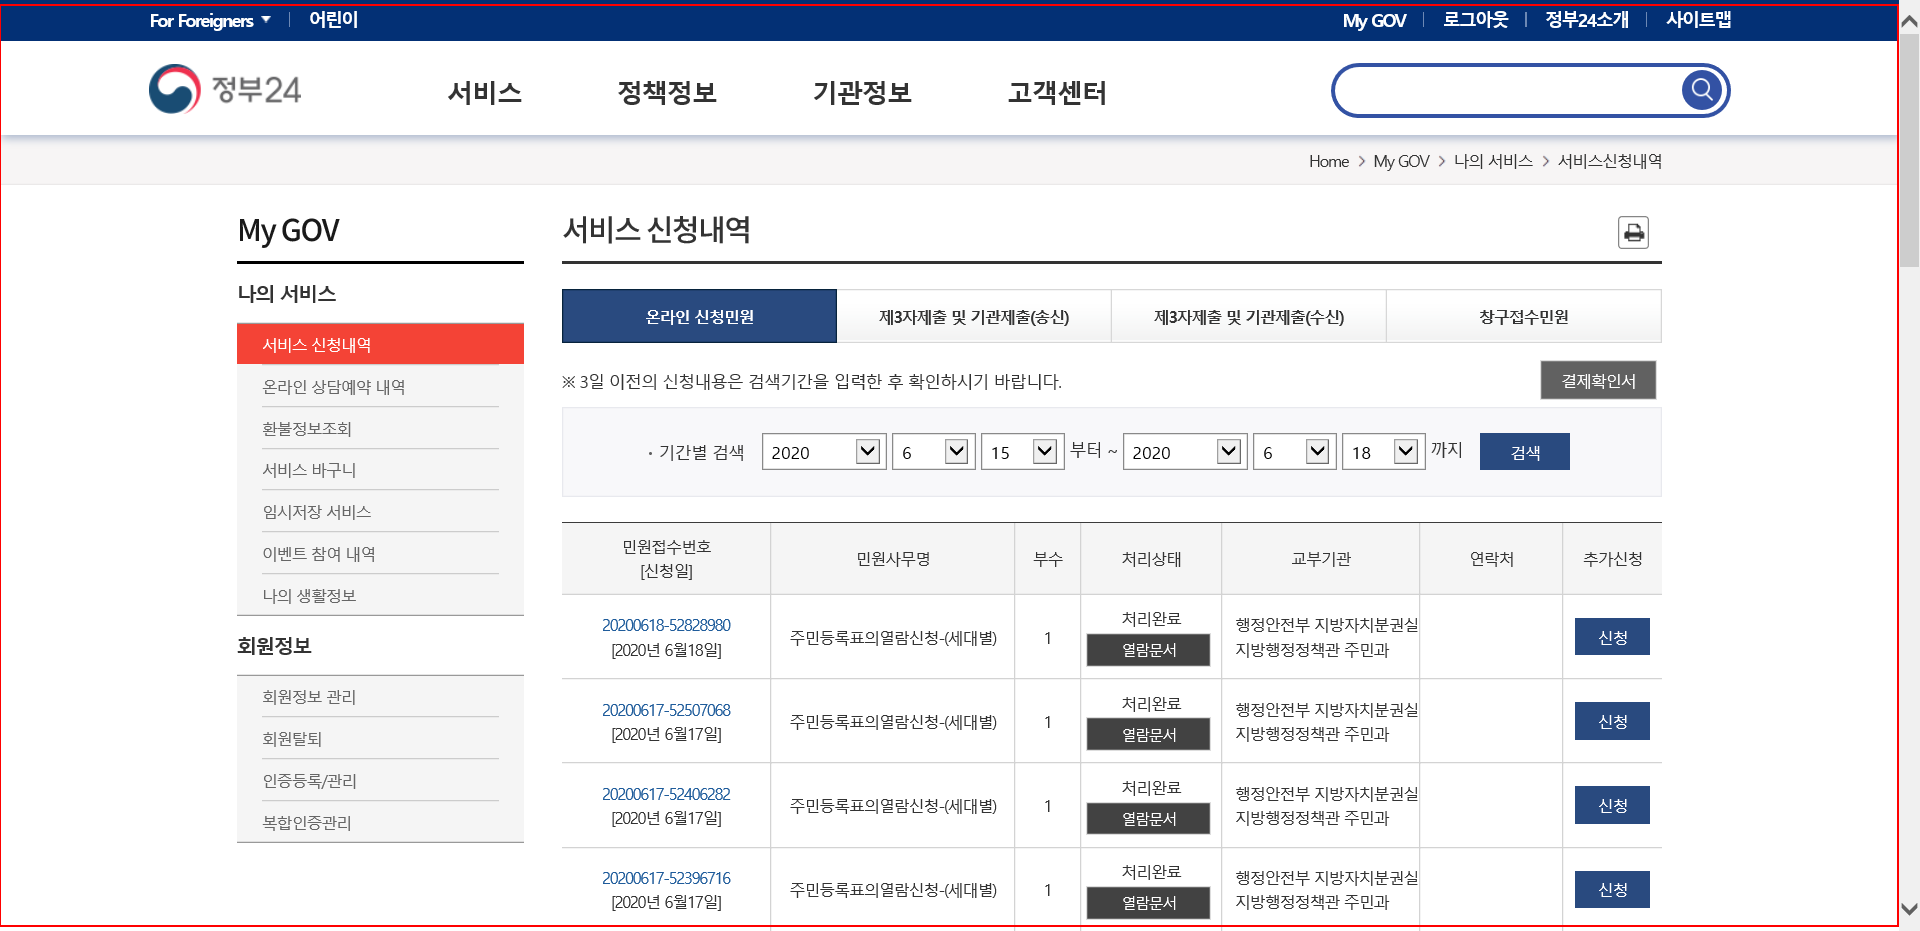 For Foreigners 어린이 My GOV 로그아웃 정부24소개 사이트맵
정부24 서비스 정책정보 기관정보 고객센터
Home > My GOV > 나의 서비스 > 서비스신청내역
My GOV
나의 서비스
서비스 신청내역
온라인 상담예약 내역
환불정보조회
서비스 바구니
임시저장 서비스
이벤트 참여 내역
나의 생활정보
회원정보
회원정보 관리
회원탈퇴
인증등록/관리
복합인증관리
서비스 신청내역
온라인 신청민원 제3자제출 및 기관제출(송신) 제3자제출 및 기관제출(수신) 창구접수민원
※ 3일 이전의 신청내용은 검색기간을 입력한 후 확인하시기 바랍니다. 결제확인서
· 기간별 검색 2020 6 15 부터 ~ 2020 6 18 까지 검색
민원접수번호
[신청일] 민원사무명 부수 처리상태 교부기관 연락처 추가신청
20200618-52828980
[2020년 6월18일]
주민등록표의열람신청-(세대별)
1
처리완료
열람문서
행정안전부 지방자치분권실
지방행정정책관 주민과
신청
20200617-52507068
[2020년 6월17일]
주민등록표의열람신청-(세대별)
1
처리완료
열람문서
행정안전부 지방자치분권실
지방행정정책관 주민과
신청
20200617-52406282
[2020년 6월17일]
주민등록표의열람신청-(세대별)
1
처리완료
열람문서
행정안전부 지방자치분권실
지방행정정책관 주민과
신청
20200617-52396716
[2020년 6월17일]
주민등록표의열람신청-(세대별)
1
처리완료
열람문서
행정안전부 지방자치분권실
지방행정정책관 주민과
신청